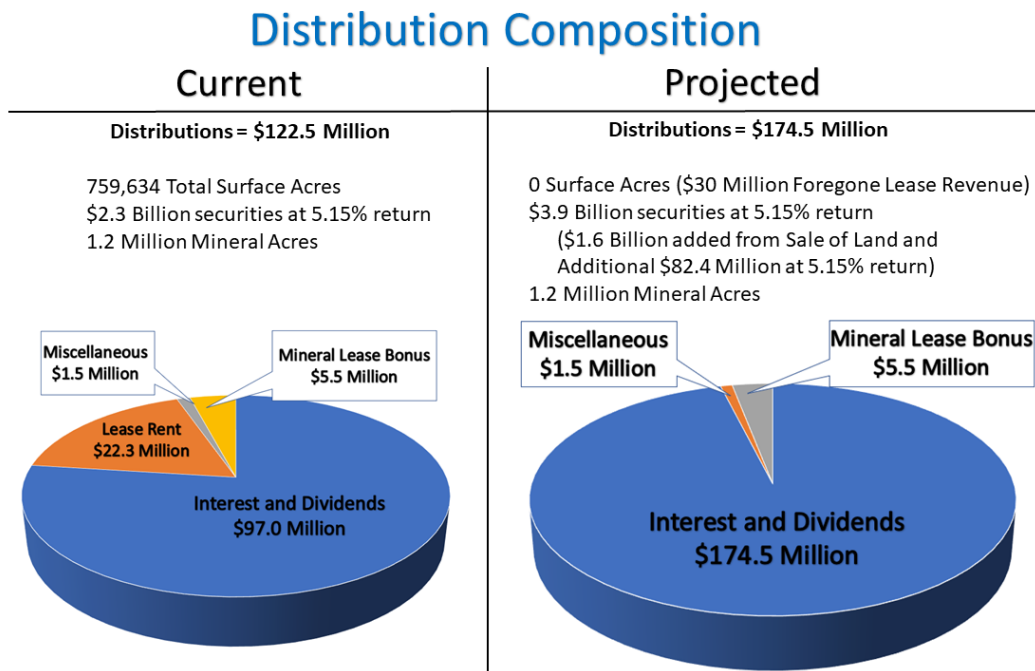 Distribution Composition
Current
Distributions = $122.5 Million
759,634 Total Surface Acres
$2.3 Billion securities at 5.15% return
1.2 Million Mineral Acres
Miscellaneous
$1.5 Million
Mineral Lease Bonus
$5.5 Million
Lease Rent
$22.3 Million
Interest and Dividends
$97.0 Million
Projected
Distributions = $174.5 Million
0 Surface Acres ($30 Million Foregone Lease Revenue)
$3.9 Billion securities at 5.15% return
($1.6 Billion added from Sale of Land and
Additional $82.4 Million at 5.15% return)
1.2 Million Mineral Acres
Miscellaneous
$1.5 Million
Mineral Lease Bonus
$5.5 Million
Interest and Dividends
$174.5 Million